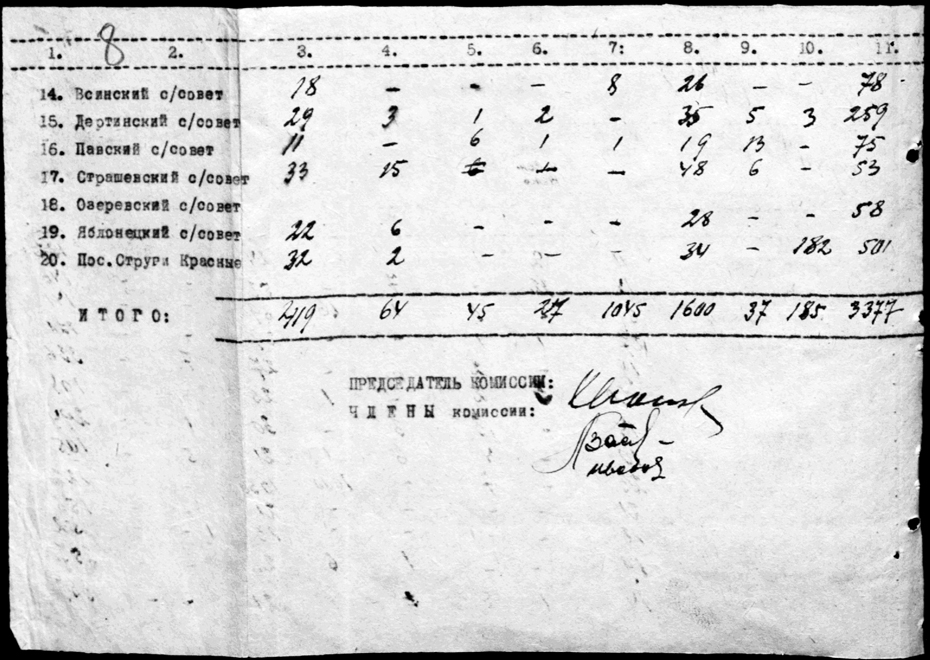 8
1. 2. 3. 4. 5. 6. 7: 8. 9. 10. 11.
14. Всинский с/совет 18 - - - 8 26 - - 78
15. Дертинский с/совет 29 3 1 2 - 35 5 3 259
16. Павский с/совет 11 - 6 1 1 19 13 - 75
17. Страшевский с/совет 33 15 - - - 48 6 - 53
18. Озеревский с/совет
19. Яблонецкий с/совет 22 6 - - - 28 - - 58
20. Пос.Струги Красные 32 2 - - - 34 - 182 501
И Т О Г О: 419 64 45 27 1045 1600 37 185 3377
ПРЕДСЕДАТЕЛЬ КОМИССИИ:
Ч Л Е Н Ы комиссии: